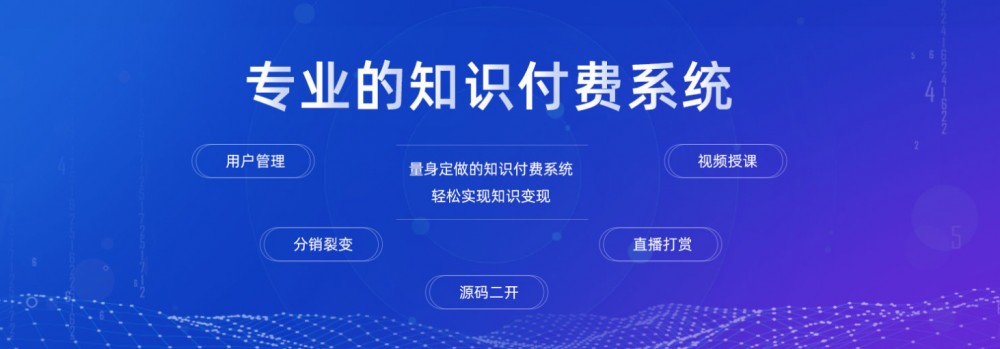 专业的知识付费系统
用户管理
量身定做的知识付费系统
轻松实现知识变现
视频授课
分销裂变
直播打赏
源码二开